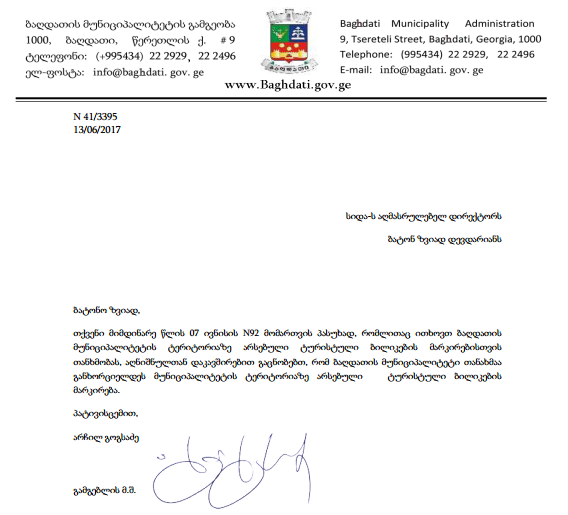 ბაღდათის მუნიციპალიტეტის გამგეობა
1000, ბაღდათი, წერეთლის ქ. # 9
ტელეფონი: (+995434) 22 2929, 22 2496
ელ-ფოსტა: info@baghdati. gov. ge
Baghdati Municipality Administration
9, Tsereteli Street, Baghdati, Georgia, 1000
Telephone: (995434) 22 2929, 22 2496
E-mail: info@bagdati. gov. ge
ბაღდათი
www.Baghdati.gov.ge
N 41/3395
13/06/2017
სიდა-ს აღმასრულებელ დირექტორს
ბატონ ზვიად დევდარიანს
ბატონო ზვიად,
თქვენი მიმდინარე წლის 07 ივნისის N92 მომართვის პასუხად, რომლითაც ითხოვთ ბაღდათის
მუნიციპალიტეტის ტერიტორიაზე არსებული ტურისტული ბილიკების მარკირებისთვის
თანხმობას, აღნიშნულთან დაკავშირებით გაცნობებთ, რომ ბაღდათის მუნიციპალიტეტი თანახმაა
განხორციელდეს მუნიციპალიტეტის ტერიტორიაზე არსებული ტურისტული ბილიკების
მარკირება.
პატივისცემით,
არჩილ გოგსაძე
გამგებლის მ.შ.